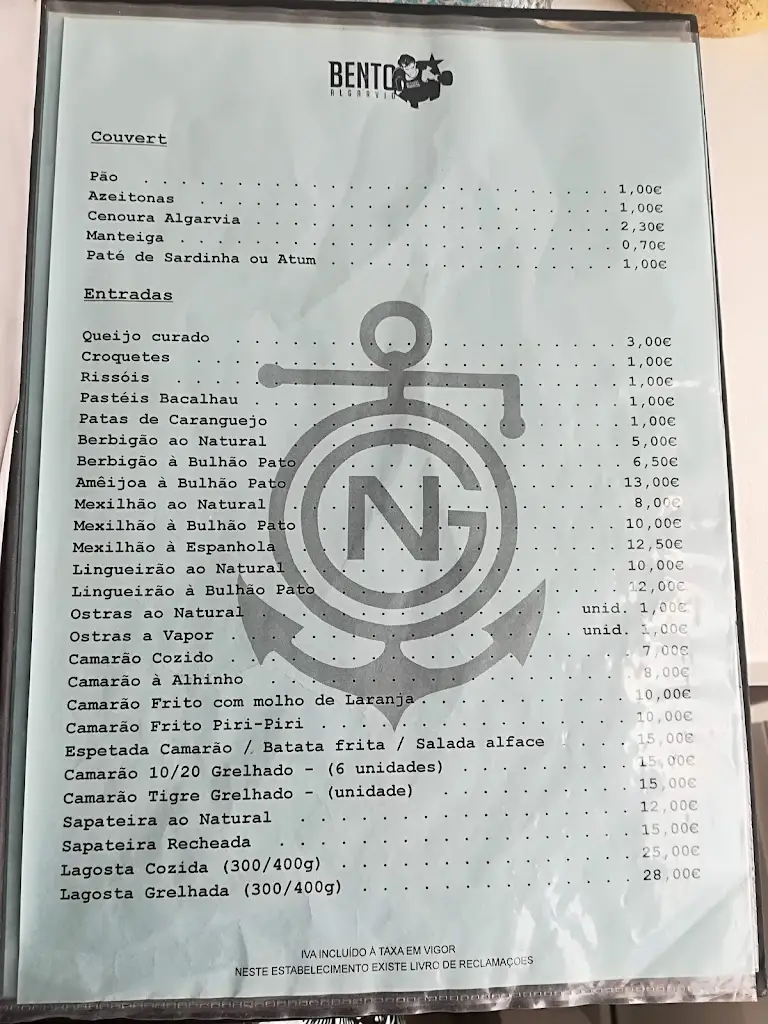 BENTO
ALGARVIO
Couvert
Pão . . . . . . . . . . . . . . . . . . . . . . . . . 1,00€
Azeitonas . . . . . . . . . . . . . . . . . . . . . . 1,00€
Cenoura Algarvia . . . . . . . . . . . . . . . . . . . 2,30€
Manteiga . . . . . . . . . . . . . . . . . . . . . . . 0,70€
Paté de Sardinha ou Atum . . . . . . . . . . . . . . . 1,00€
Entradas
Queijo curado . . . . . . . . . . . . . . . . . . . . 3,00€
Croquetes . . . . . . . . . . . . . . . . . . . . . . 1,00€
Rissóis . . . . . . . . . . . . . . . . . . . . . . . 1,00€
Pastéis Bacalhau . . . . . . . . . . . . . . . . . . . 1,00€
Patas de Caranguejo . . . . . . . . . . . . . . . . . 1,00€
Berbigão ao Natural . . . . . . . . . . . . . . . . . 5,00€
Berbigão à Bulhão Pato . . . . . . . . . . . . . . . . 6,50€
Amêijoa à Bulhão Pato . . . . . . . . . . . . . . . . 13,00€
Mexilhão ao Natural . . . . . . . . . . . . . . . . . 8,00€
Mexilhão à Bulhão Pato . . . . . . . . . . . . . . . . 10,00€
Mexilhão à Espanhola . . . . . . . . . . . . . . . . . 12,50€
Lingueirão ao Natural . . . . . . . . . . . . . . . . 10,00€
Lingueirão à Bulhão Pato . . . . . . . . . . . . . . . 12,00€
Ostras ao Natural . . . . . . . . . . . . . . . . unid. 1,00€
Ostras a Vapor . . . . . . . . . . . . . . . . . unid. 1,00€
Camarão Cozido . . . . . . . . . . . . . . . . . . . . 7,00€
Camarão à Alhinho . . . . . . . . . . . . . . . . . . 8,00€
Camarão Frito com molho de Laranja . . . . . . . . . . 10,00€
Camarão Frito Piri-Piri . . . . . . . . . . . . . . . 10,00€
Espetada Camarão / Batata frita / Salada alface . . . . 15,00€
Camarão 10/20 Grelhado - (6 unidades) . . . . . . . . . 15,00€
Camarão Tigre Grelhado - (unidade) . . . . . . . . . . 15,00€
Sapateira ao Natural . . . . . . . . . . . . . . . . . 12,00€
Sapateira Recheada . . . . . . . . . . . . . . . . . . 15,00€
Lagosta Cozida (300/400g) . . . . . . . . . . . . . . 25,00€
Lagosta Grelhada (300/400g) . . . . . . . . . . . . . 28,00€
NG
IVA INCLUÍDO À TAXA EM VIGOR
NESTE ESTABELECIMENTO EXISTE LIVRO DE RECLAMAÇÕES